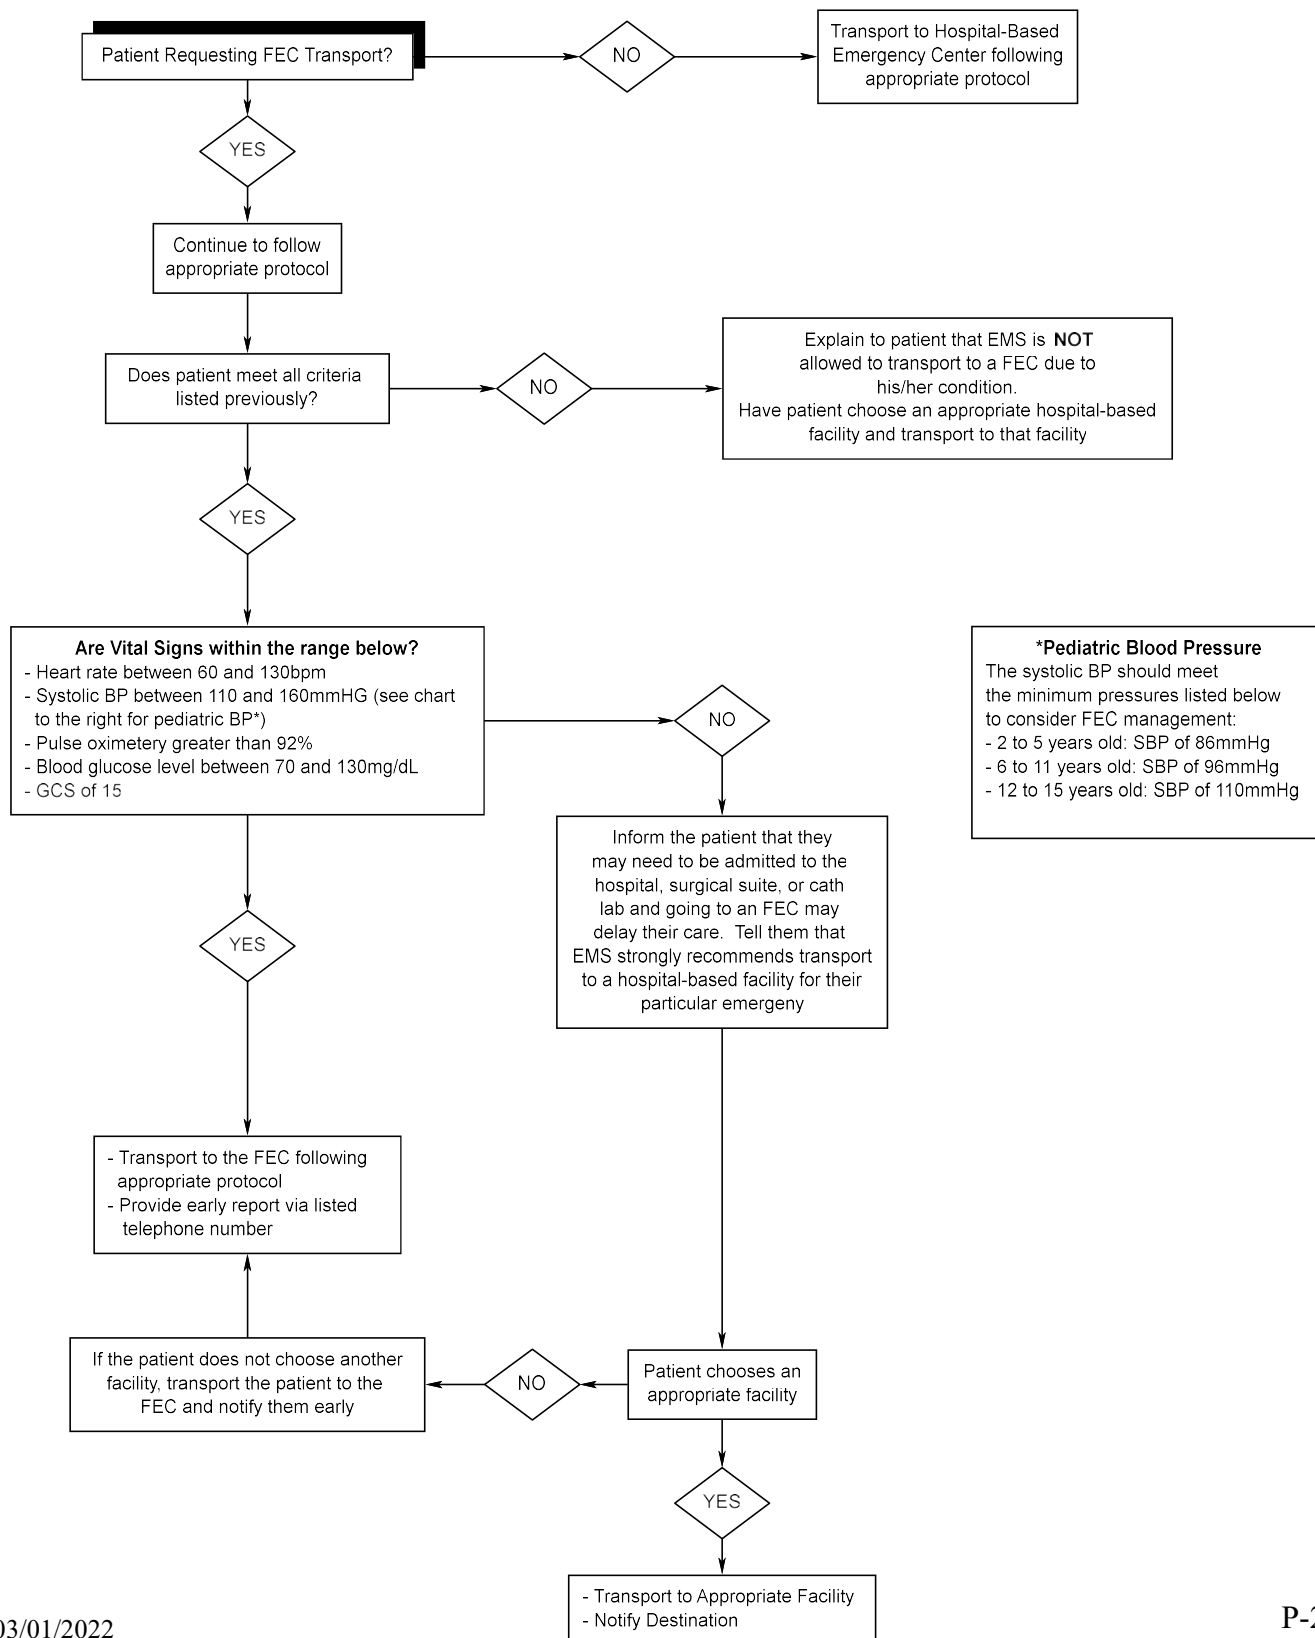 Patient Requesting FEC Transport?
NO
Transport to Hospital-Based
Emergency Center following
appropriate protocol
YES
Continue to follow
appropriate protocol
Does patient meet all criteria
listed previously?
NO
Explain to patient that EMS is NOT
allowed to transport to a FEC due to
his/her condition.
Have patient choose an appropriate hospital-based
facility and transport to that facility
YES
Are Vital Signs within the range below?
- Heart rate between 60 and 130bpm
- Systolic BP between 110 and 160mmHG (see chart
to the right for pediatric BP*)
- Pulse oximetery greater than 92%
- Blood glucose level between 70 and 130mg/dL
- GCS of 15
*Pediatric Blood Pressure
The systolic BP should meet
the minimum pressures listed below
to consider FEC management:
- 2 to 5 years old: SBP of 86mmHg
- 6 to 11 years old: SBP of 96mmHg
- 12 to 15 years old: SBP of 110mmHg
NO
Inform the patient that they
may need to be admitted to the
hospital, surgical suite, or cath
lab and going to an FEC may
delay their care. Tell them that
EMS strongly recommends transport
to a hospital-based facility for their
particular emergeny
YES
- Transport to the FEC following
appropriate protocol
- Provide early report via listed
telephone number
If the patient does not choose another
facility, transport the patient to the
FEC and notify them early
NO
Patient chooses an
appropriate facility
YES
- Transport to Appropriate Facility
- Notify Destination
03/01/2022
P-2